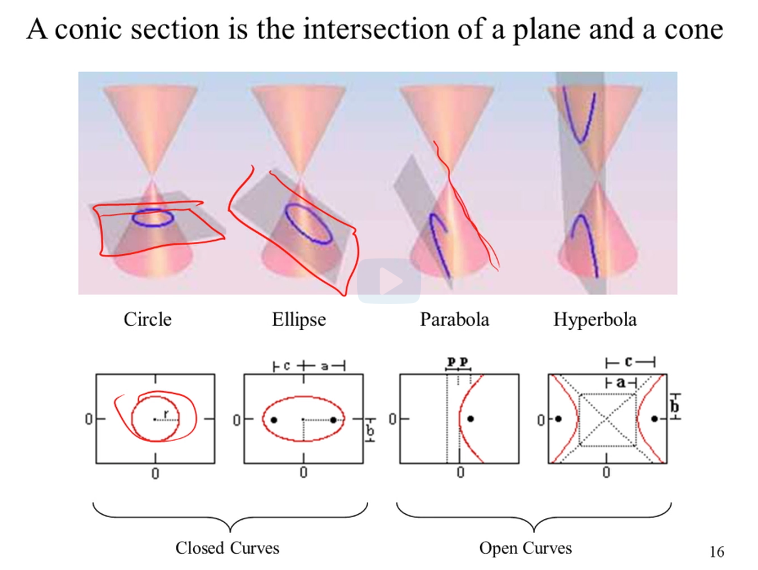 A conic section is the intersection of a plane and a cone
Circle
Ellipse
Parabola
Hyperbola
r
0
0
c
a
b
0
0
P P
0
0
c
a
b
0
0
Closed Curves
Open Curves
16